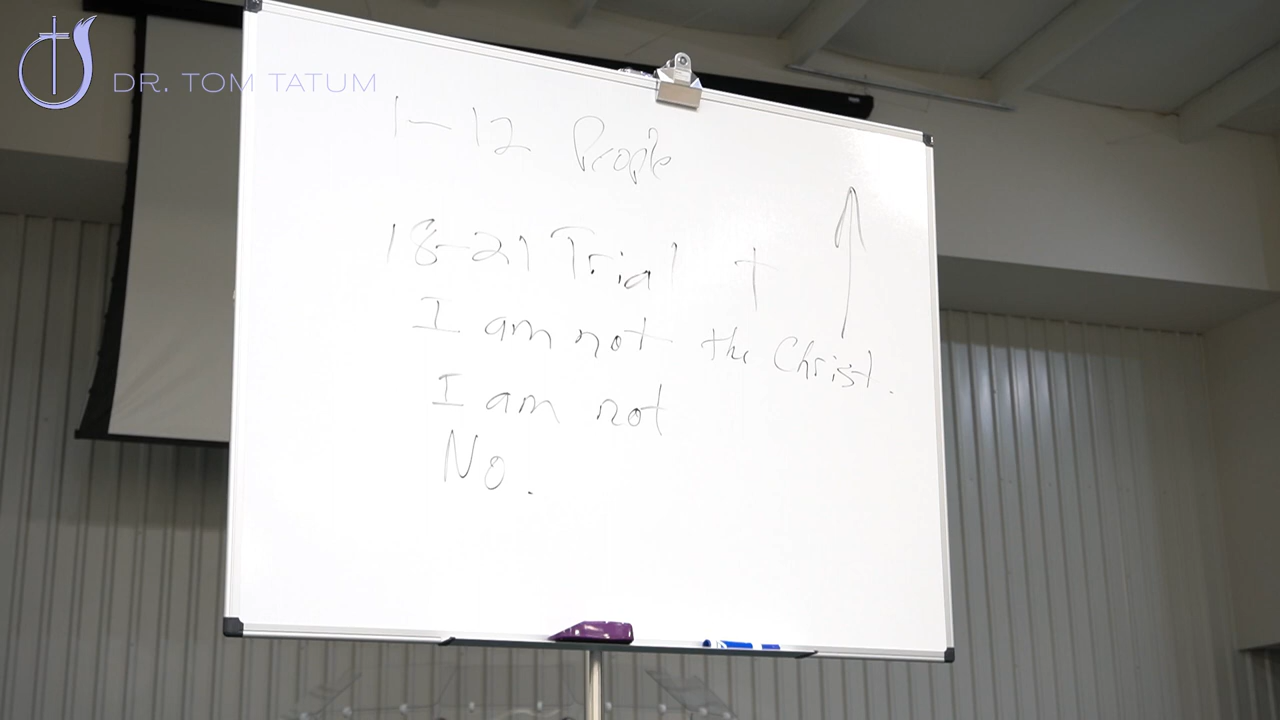 DR. TOM TATUM
1-12 People
18-21 Trial +
I am not the Christ.
I am not
No.